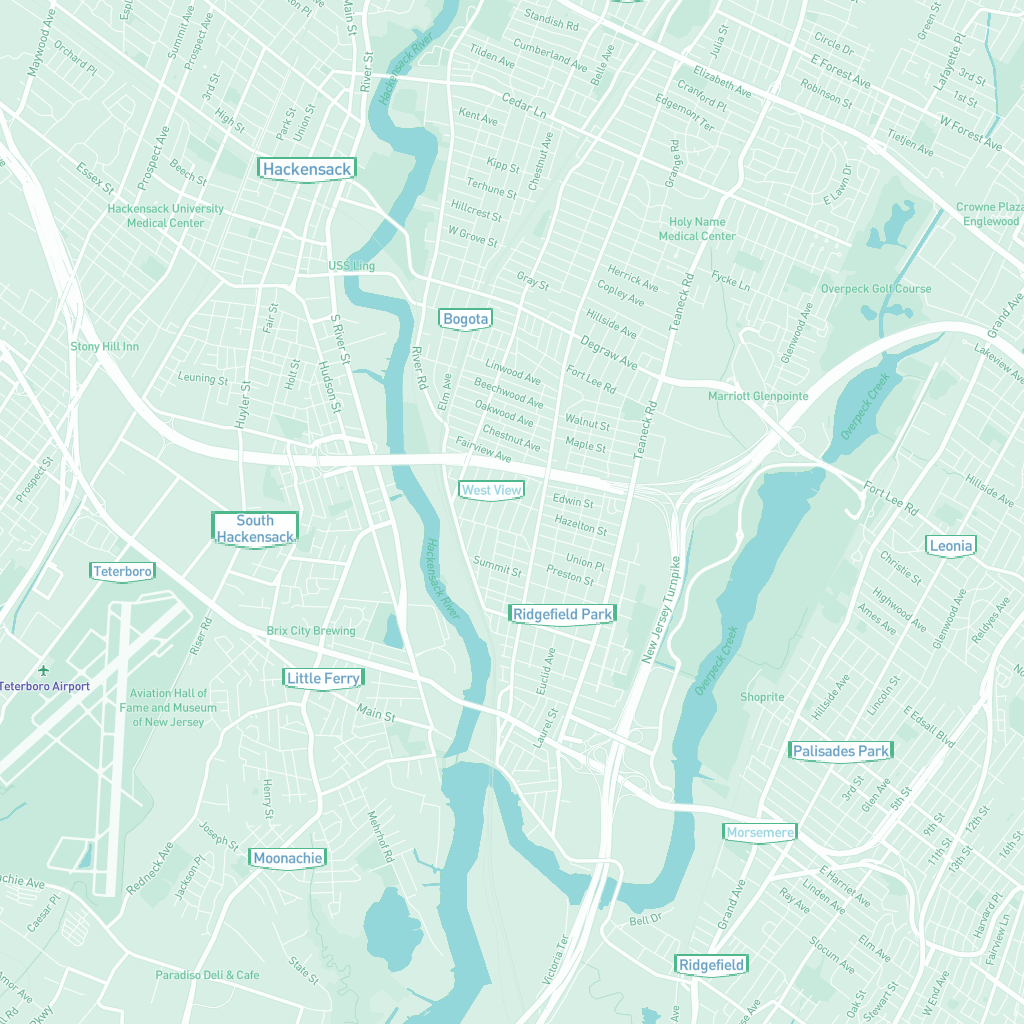 Maywood Ave
Orchard Pl
Summit Ave
Prospect Ave
Main St
River St
Hackensack River
Standish Rd
Tilden Ave
Cumberland Ave
Belle Ave
Julia St
Circle Dr
E Forest Ave
Green St
Lafayette Pl
3rd St
1st St
W Forest Ave
Elizabeth Ave
Robinson St
Cranford Pl
Edgemont Ter
Tietjen Ave
3rd St
High St
Park St
Union St
Cedar Ln
Kent Ave
Chestnut Ave
Grange Rd
E Lawn Dr
Prospect Ave
Essex St
Beech St
Hackensack
Kipp St
Terhune St
Hillcrest St
W Grove St
Hackensack University
Medical Center
Holy Name
Medical Center
Crowne Plaza
Englewood
USS Ling
Gray St
Herrick Ave
Copley Ave
Fycke Ln
Overpeck Golf Course
Teaneck Rd
Grand Ave
Bogota
Hillside Ave
Degraw Ave
Glenwood Ave
Lakeview Ave
Fair St
S River St
Stony Hill Inn
River Rd
Linwood Ave
Fort Lee Rd
Leuning St
Holt St
Hudson St
Huyler St
Elm Ave
Beechwood Ave
Oakwood Ave
Chestnut Ave
Fairview Ave
Walnut St
Maple St
Teaneck Rd
Marriott Glenpointe
Overpeck Creek
Prospect St
West View
Edwin St
Hazelton St
Fort Lee Rd
Hillside Ave
South
Hackensack
Leonia
Teterboro
Hackensack River
Summit St
Union Pl
Preston St
New Jersey Turnpike
Christie St
Highwood Ave
Ames Ave
Glenwood Ave
Reldyes Ave
Ridgefield Park
Riser Rd
Brix City Brewing
Teterboro Airport
Little Ferry
Euclid Ave
Overpeck Creek
Shoprite
Hillside Ave
Lincoln St
E Edsall Blvd
Aviation Hall of
Fame and Museum
of New Jersey
Main St
Laurel St
Palisades Park
Henry St
Mehrhof Rd
3rd St
Glen Ave
5th St
9th St
12th St
11th St
13th St
16th St
Morsemere
Joseph St
Moonachie
Redneck Ave
Jackson Pl
Caesar Pl
E Harriet Ave
Linden Ave
Ray Ave
Grand Ave
Bell Dr
Harvard Pl
Fairview Ln
Victoria Ter
Slocum Ave
Elm Ave
Ridgefield
Paradiso Deli & Cafe
State St
Oak St
Stewart St
W End Ave